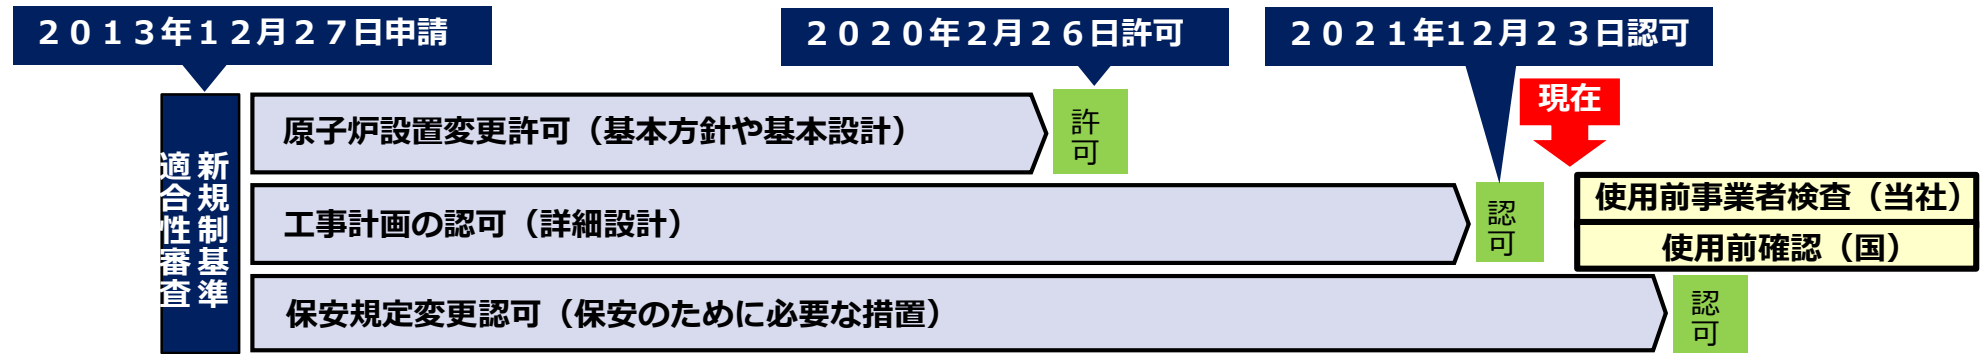 ２０１３年１２月２７日申請
２０２０年２月２６日許可
２０２１年12月２３日認可
現在
新規制基準
適合性審査
原子炉設置変更許可（基本方針や基本設計）
許可
工事計画の認可（詳細設計）
認可
使用前事業者検査（当社）
使用前確認（国）
保安規定変更認可（保安のために必要な措置）
認可